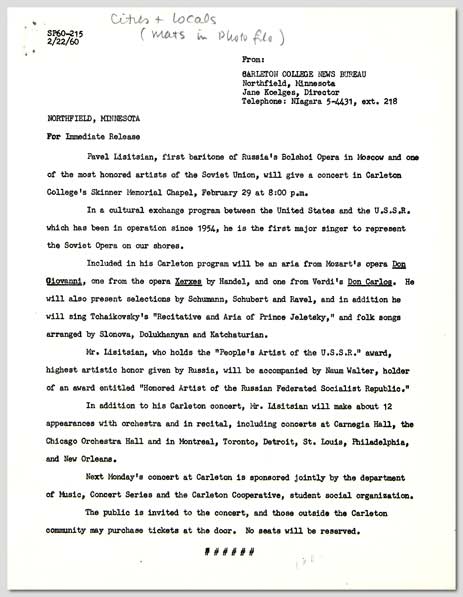 Cities + Locals
(mats in photo file)
SP60-215
2/22/60
From:
CARLETON COLLEGE NEWS BUREAU
Northfield, Minnesota
Jane Koelges, Director
Telephone: NIagara 5-4431, ext. 218
NORTHFIELD, MINNESOTA
For Immediate Release
Pavel Lisitsian, first baritone of Russia's Bolshoi Opera in Moscow and one
of the most honored artists of the Soviet Union, will give a concert in Carleton
College's Skinner Memorial Chapel, February 29 at 8:00 p.m.
In a cultural exchange program between the United States and the U.S.S.R.
which has been in operation since 1954, he is the first major singer to represent
the Soviet Opera on our shores.
Included in his Carleton program will be an aria from Mozart's opera Don
Giovanni, one from the opera Xerxes by Handel, and one from Verdi's Don Carlos. He
will also present selections by Schumann, Schubert and Ravel, and in addition he
will sing Tchaikovsky's "Recitative and Aria of Prince Jeletsky," and folk songs
arranged by Slonova, Dolukhanyan and Katchaturian.
Mr. Lisitsian, who holds the "People's Artist of the U.S.S.R." award,
highest artistic honor given by Russia, will be accompanied by Naum Walter, holder
of an award entitled "Honored Artist of the Russian Federated Socialist Republic."
In addition to his Carleton concert, Mr. Lisitsian will make about 12
appearances with orchestra and in recital, including concerts at Carnegia Hall, the
Chicago Orchestra Hall and in Montreal, Toronto, Detroit, St. Louis, Philadelphia,
and New Orleans.
Next Monday's concert at Carleton is sponsored jointly by the department
of Music, Concert Series and the Carleton Cooperative, student social organization.
The public is invited to the concert, and those outside the Carleton
community may purchase tickets at the door. No seats will be reserved.
######